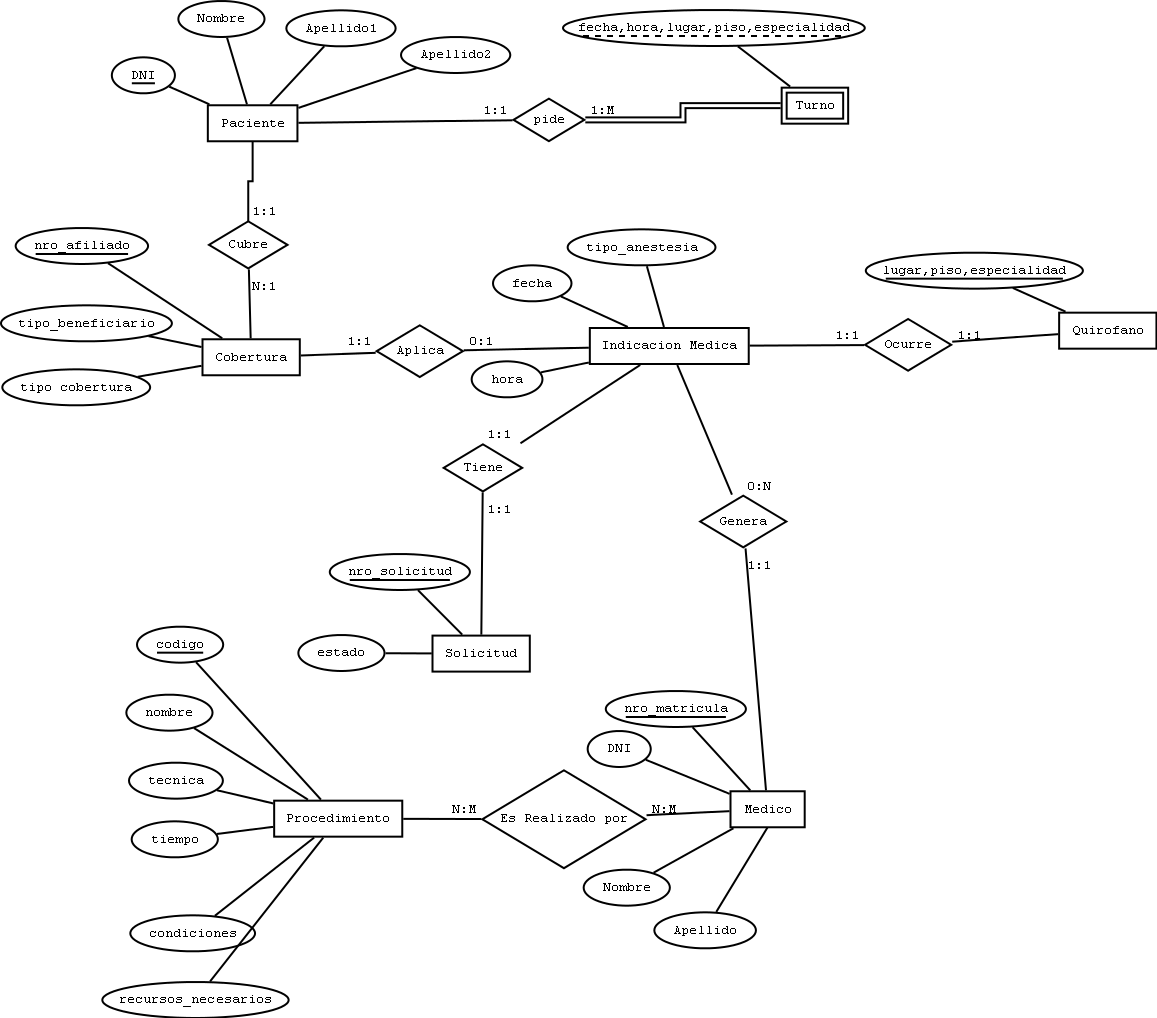 Nombre
Apellido1
fecha,hora,lugar,piso,especialidad
Apellido2
DNI
Turno
1:1
1:M
Paciente
pide
1:1
nro_afiliado
Cubre
tipo_anestesia
lugar,piso,especialidad
fecha
N:1
tipo_beneficiario
Quirofano
1:1
0:1
1:1
1:1
Cobertura
Aplica
Indicacion Medica
Ocurre
tipo cobertura
hora
1:1
Tiene
0:N
1:1
Genera
1:1
nro_solicitud
codigo
estado
Solicitud
nombre
nro_matricula
DNI
tecnica
N:M
N:M
Medico
Procedimiento
Es Realizado por
tiempo
Nombre
condiciones
Apellido
recursos_necesarios